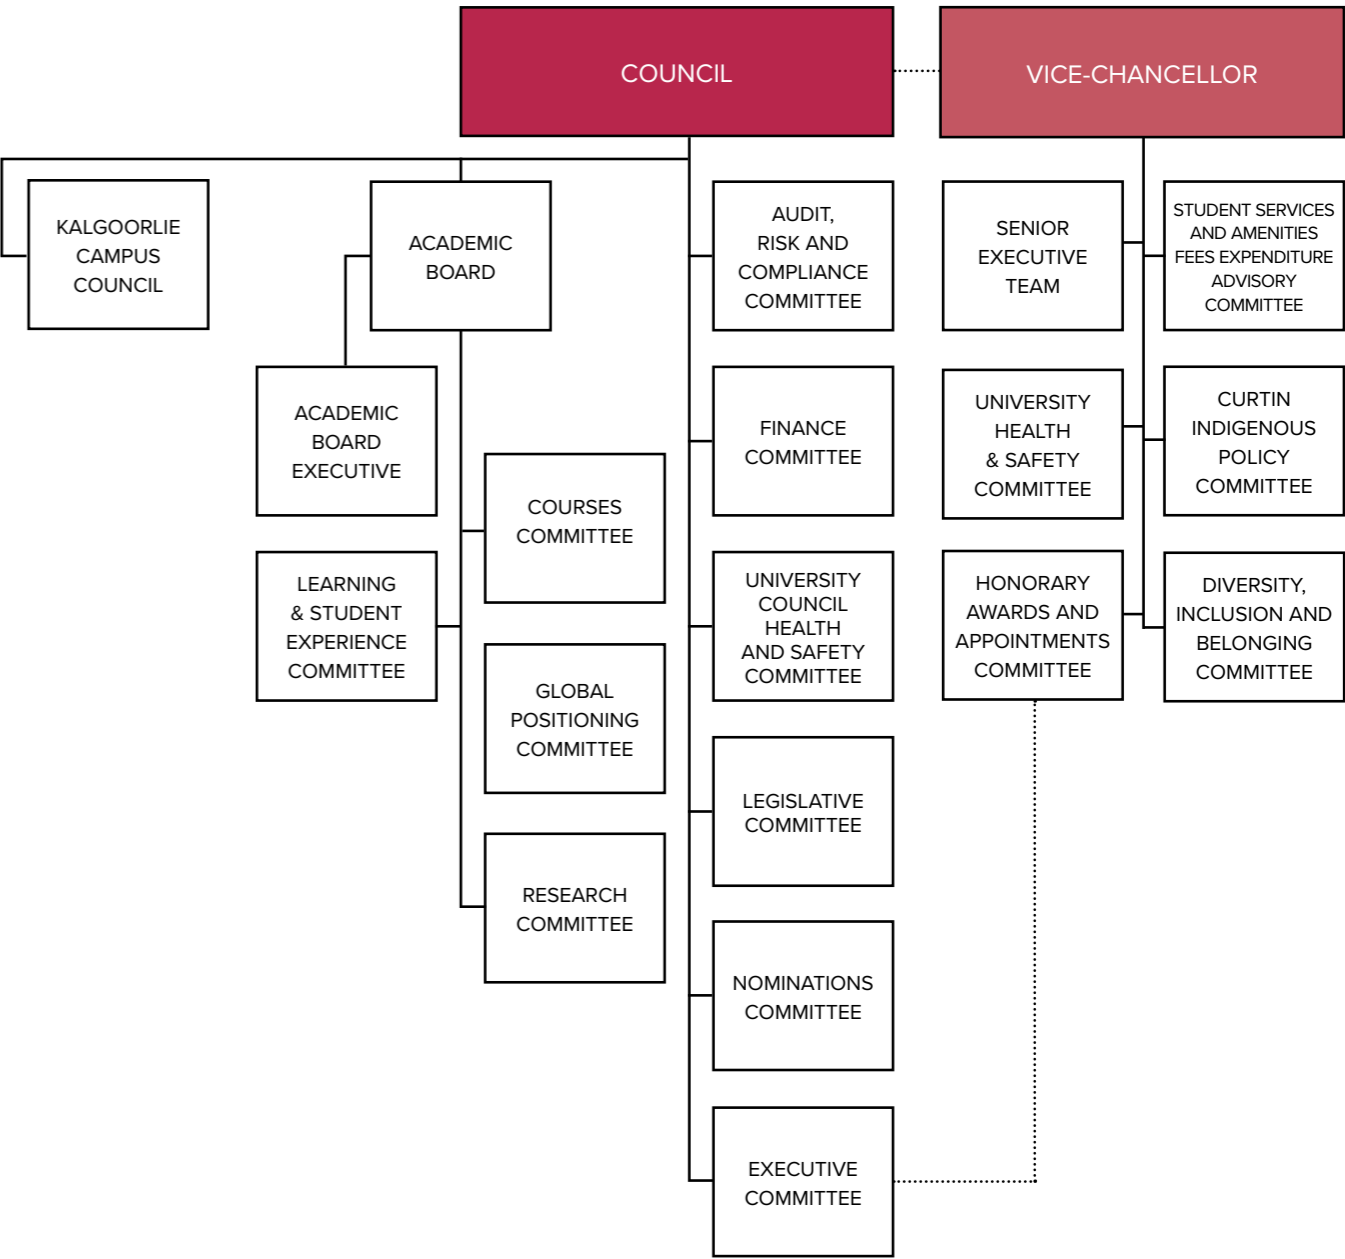 COUNCIL
VICE-CHANCELLOR
KALGOORLIE
CAMPUS
COUNCIL
ACADEMIC
BOARD
AUDIT,
RISK AND
COMPLIANCE
COMMITTEE
SENIOR
EXECUTIVE
TEAM
STUDENT SERVICES
AND AMENITIES
FEES EXPENDITURE
ADVISORY
COMMITTEE
ACADEMIC
BOARD
EXECUTIVE
COURSES
COMMITTEE
FINANCE
COMMITTEE
UNIVERSITY
HEALTH
& SAFETY
COMMITTEE
CURTIN
INDIGENOUS
POLICY
COMMITTEE
LEARNING
& STUDENT
EXPERIENCE
COMMITTEE
GLOBAL
POSITIONING
COMMITTEE
UNIVERSITY
COUNCIL
HEALTH
AND SAFETY
COMMITTEE
HONORARY
AWARDS AND
APPOINTMENTS
COMMITTEE
DIVERSITY,
INCLUSION AND
BELONGING
COMMITTEE
LEGISLATIVE
COMMITTEE
RESEARCH
COMMITTEE
NOMINATIONS
COMMITTEE
EXECUTIVE
COMMITTEE